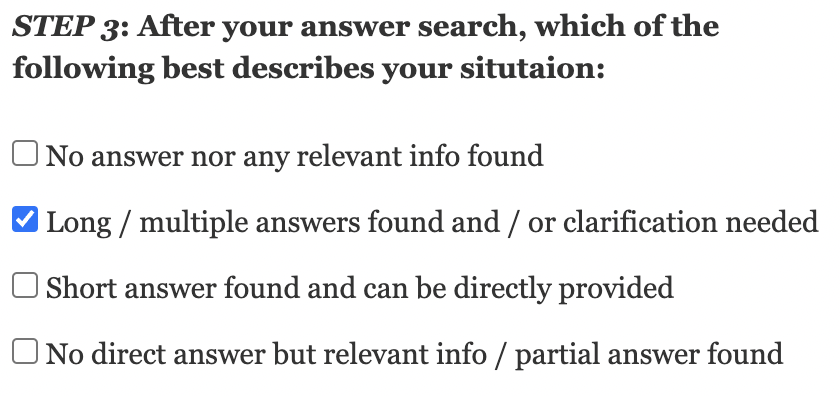 STEP 3: After your answer search, which of the
following best describes your situtaion:
No answer nor any relevant info found
Long / multiple answers found and / or clarification needed
Short answer found and can be directly provided
No direct answer but relevant info / partial answer found